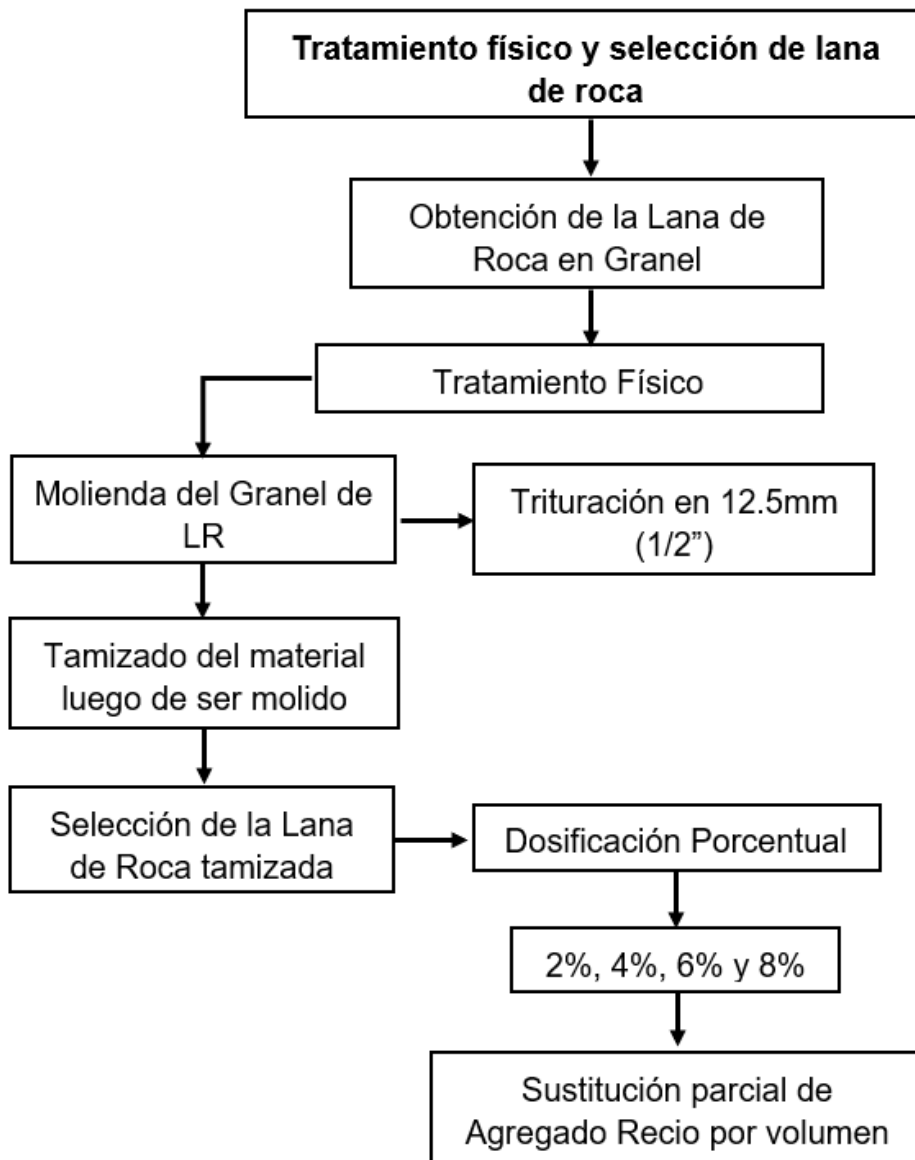 Tratamiento físico y selección de lana
de roca
Obtención de la Lana de
Roca en Granel
Tratamiento Físico
Molienda del Granel de
LR
Trituración en 12.5mm
(1/2”)
Tamizado del material
luego de ser molido
Selección de la Lana
de Roca tamizada
Dosificación Porcentual
2%, 4%, 6% y 8%
Sustitución parcial de
Agregado Recio por volumen